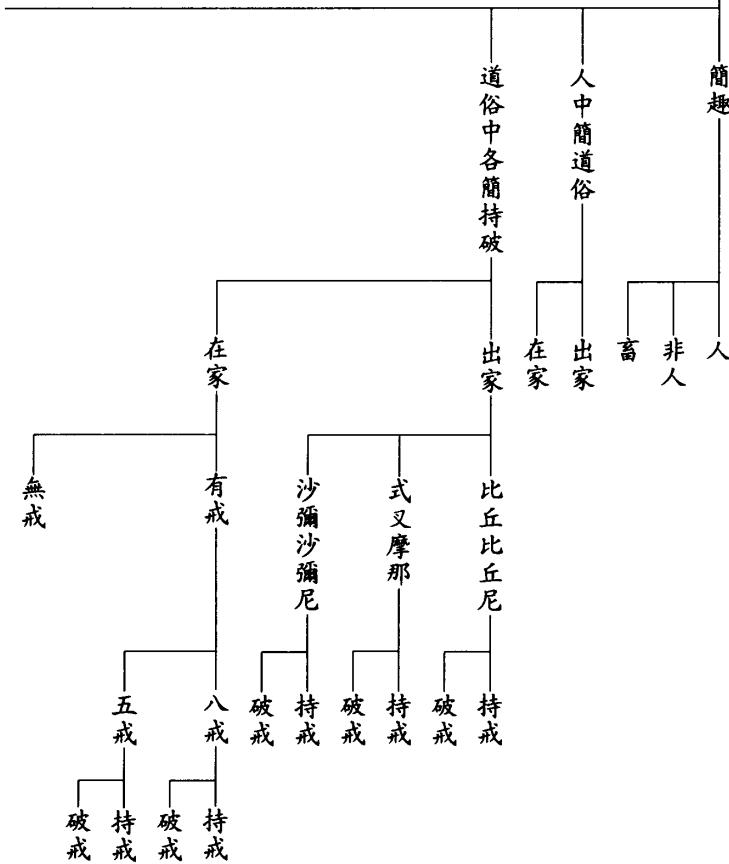 簡趣
人
非人
畜
人中簡道俗
出家
在家
道俗中各簡持破
出家
比丘比丘尼
持戒
破戒
式叉摩那
持戒
破戒
沙彌沙彌尼
持戒
破戒
在家
有戒
八戒
持戒
破戒
五戒
持戒
破戒
無戒